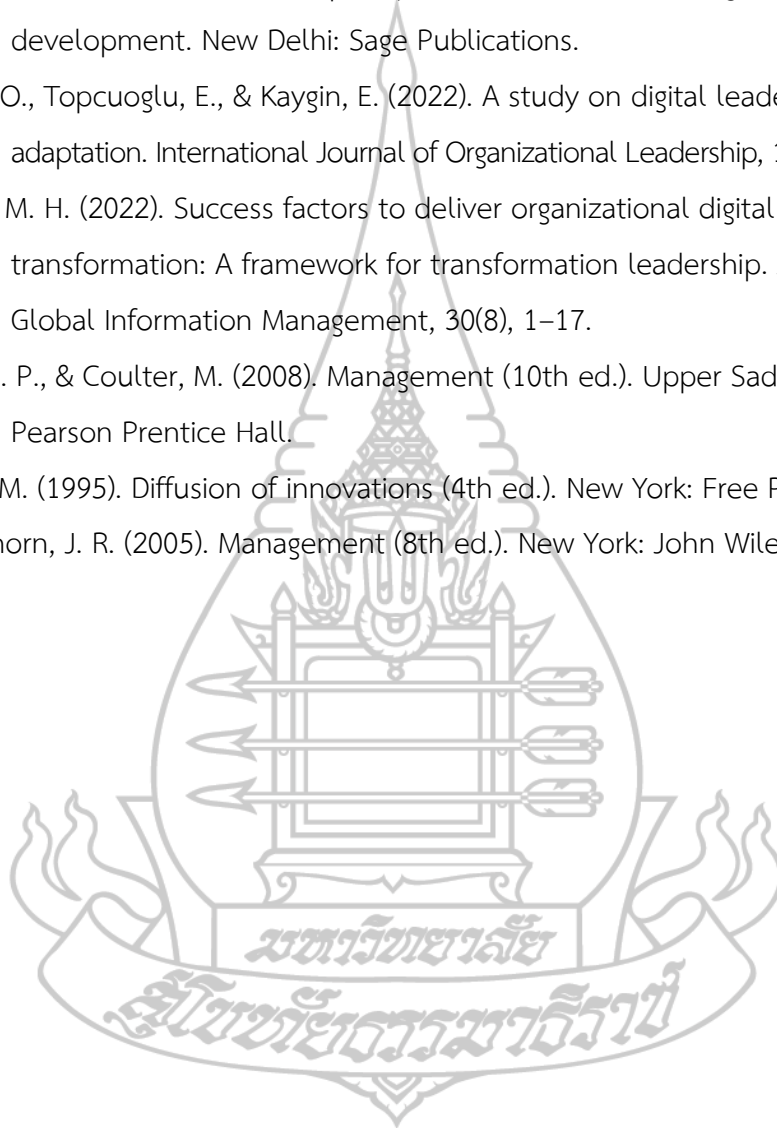 development. New Delhi: Sage Publications.
O., Topcuoglu, E., & Kaygin, E. (2022). A study on digital
adaptation. International Journal of Organizational Leadership,
M. H. (2022). Success factors to deliver organizational digital
transformation: A framework for transformation leadership.
Global Information Management, 30(8), 1–17.
P., & Coulter, M. (2008). Management (10th ed.). Upper
Pearson Prentice Hall.
M. (1995). Diffusion of innovations (4th ed.). New York: Free
J. R. (2005). Management (8th ed.). New York: John
มหาวิทยาลัย
สุโขทัยธรรมาธิราช